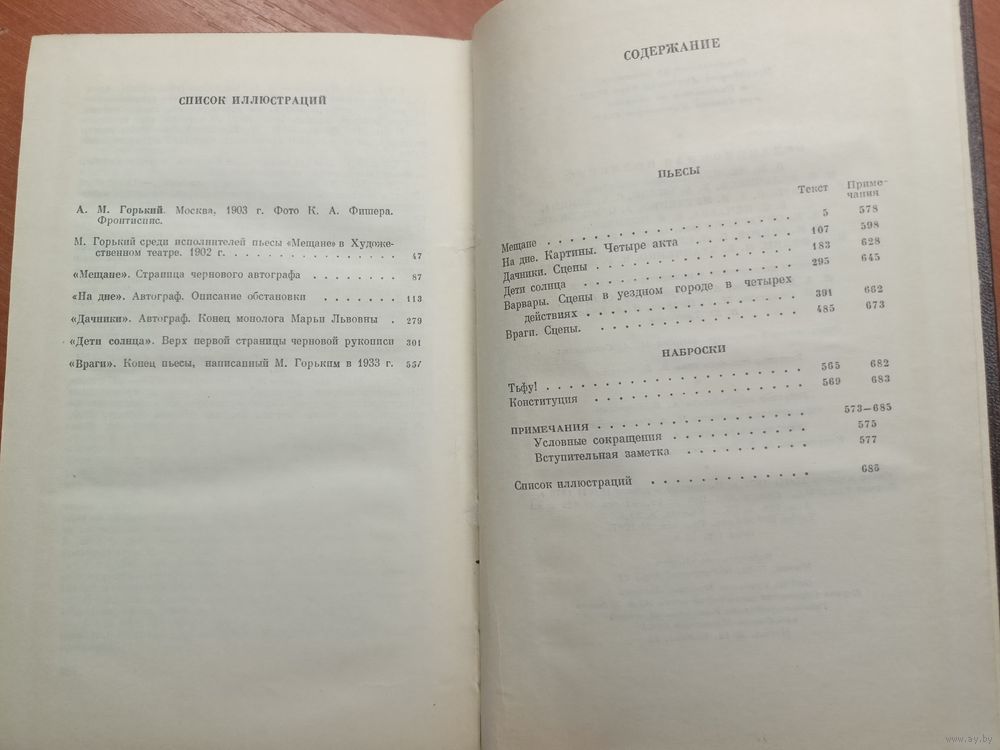 СПИСОК ИЛЛЮСТРАЦИЙ
А. М. Горький. Москва, 1903 г. Фото К. А. Фишера.
Фронтиспис.
М. Горький среди исполнителей пьесы «Мещане» в Художе-
ственном театре. 1902 г. . . . . . . . . . . . . . . 47
«Мещане». Страница чернового автографа . . . . . . . . 87
«На дне». Автограф. Описание обстановки . . . . . . . 113
«Дачники». Автограф. Конец монолога Марьи Львовны . 279
«Дети солнца». Верх первой страницы черновой рукописи 301
«Враги». Конец пьесы, написанный М. Горьким в 1933 г. 557
СОДЕРЖАНИЕ
ПЬЕСЫ
Текст Приме-
чания
Мещане . . . . . . . . . . . . . . . . 5 578
На дне. Картины. Четыре акта . . . . . . . . 107 598
Дачники. Сцены . . . . . . . . . . . . . 183 628
Дети солнца . . . . . . . . . . . . . . 295 645
Варвары. Сцены в уездном городе в четырех
действиях . . . . . . . . . . . . . . 391 662
Враги. Сцены. . . . . . . . . . . . . . 485 673
НАБРОСКИ
Тьфу! . . . . . . . . . . . . . . . . 565 682
Конституция . . . . . . . . . . . . . . 569 683
ПРИМЕЧАНИЯ . . . . . . . . . . . . . . 573—685
Условные сокращения . . . . . . . . . . 575
Вступительная заметка . . . . . . . . . . 577
Список иллюстраций . . . . . . . . . . . 686
www.ay.by